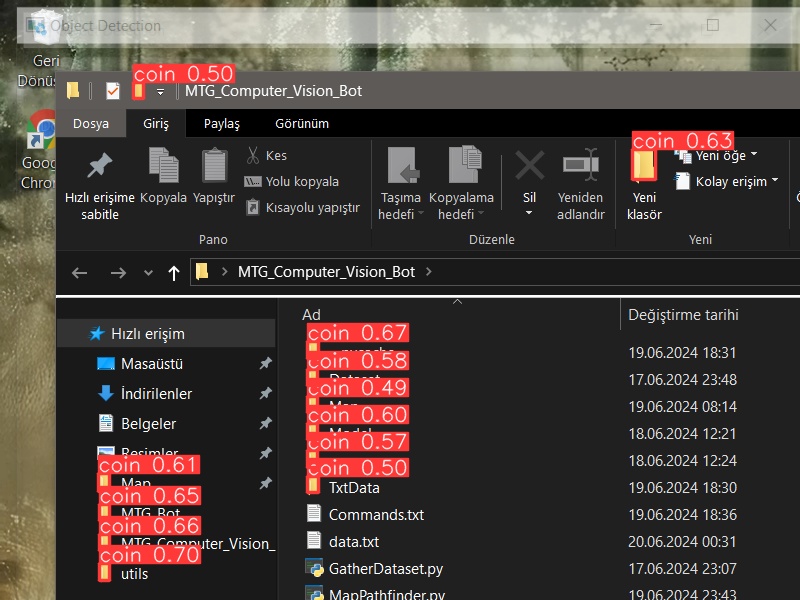 Object Detection
Geri
Dönüş
Goog
Chro
coin 0.50
MTG_Computer_Vision_Bot
Dosya Giriş Paylaş Görünüm
Hızlı erişime sabitle
Kopyala
Yapıştır
Kes
Yolu kopyala
Kısayolu yapıştır
Pano
Taşıma hedefi
Kopyalama hedefi
Sil
Yeniden adlandır
Düzenle
coin 0.63
Yeni klasör
Yeni öğe
Kolay erişim
Yeni
MTG_Computer_Vision_Bot
Hızlı erişim
Masaüstü
İndirilenler
Belgeler
Resimler
coin 0.61
Map
coin 0.65
MTG_Bot
coin 0.66
MTG_Computer_Vision_
coin 0.70
utils
Ad Değiştirme tarihi
coin 0.67
19.06.2024 18:31
coin 0.58
Dataset 17.06.2024 23:48
coin 0.49
Map 19.06.2024 08:14
coin 0.60
Model 18.06.2024 12:21
coin 0.57
18.06.2024 12:24
coin 0.50
TxtData 19.06.2024 18:30
Commands.txt 19.06.2024 18:36
data.txt 20.06.2024 00:31
GatherDataset.py 17.06.2024 23:07
MapPathfinder.py 19.06.2024 23:43